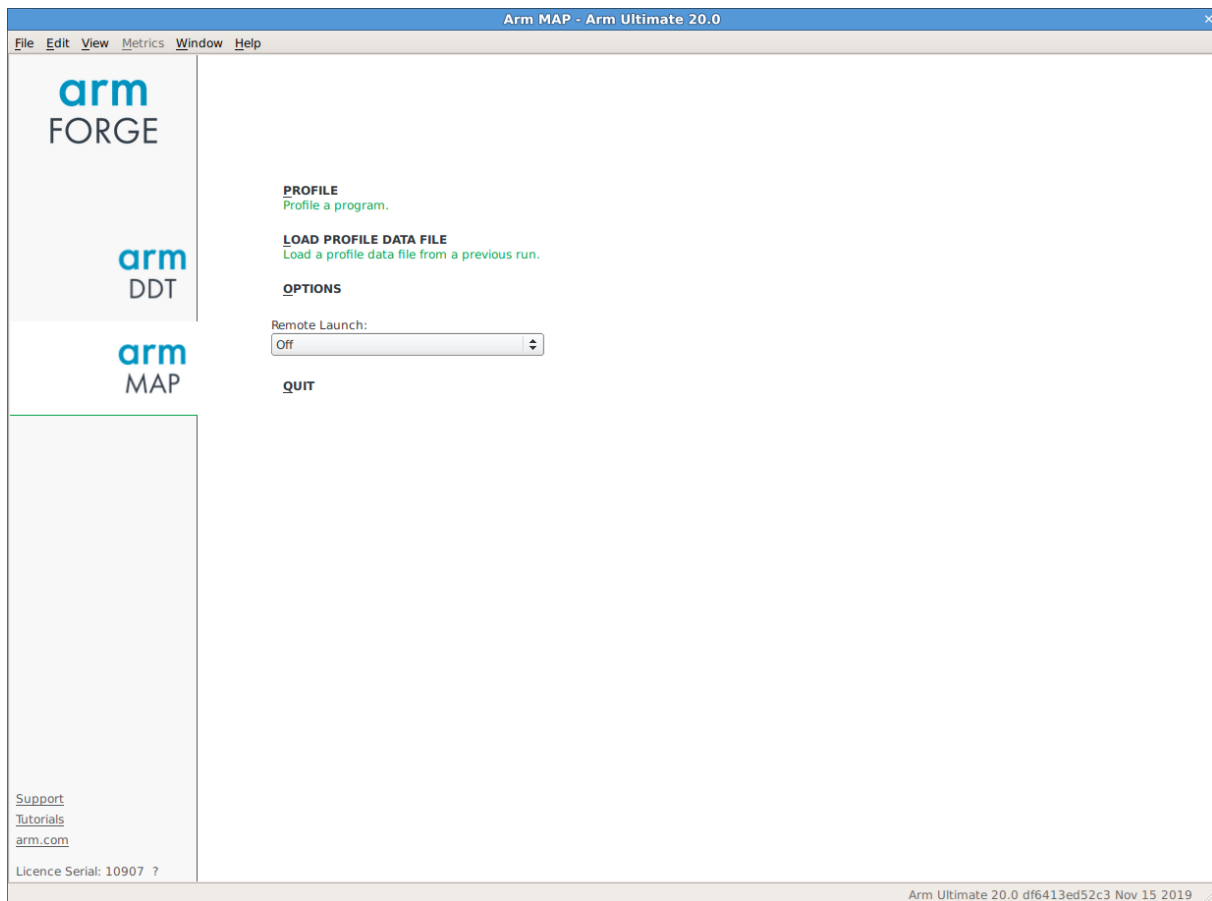 Arm MAP - Arm Ultimate 20.0
File Edit View Metrics Window Help
arm
FORGE
PROFILE
Profile a program.
LOAD PROFILE DATA FILE
Load a profile data file from a previous run.
arm
DDT
OPTIONS
Remote Launch:
Off
arm
MAP
QUIT
Support
Tutorials
arm.com
Licence Serial: 10907 ?
Arm Ultimate 20.0 df6413ed52c3 Nov 15 2019